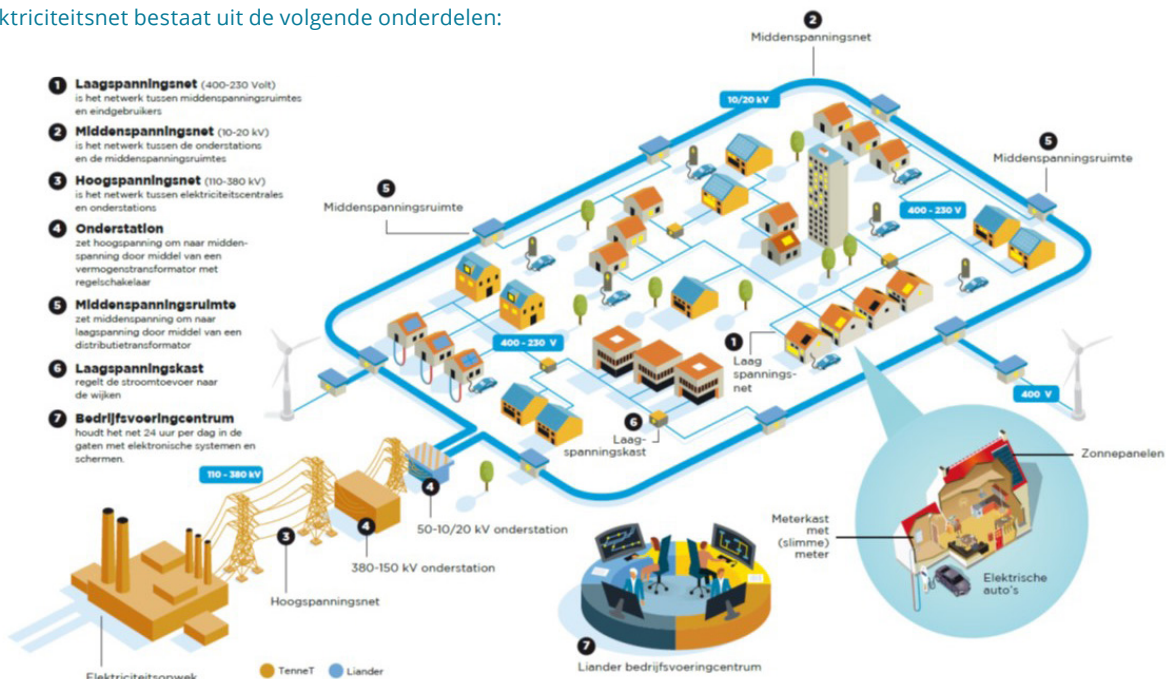 ktriciteitsnet bestaat uit de volgende onderdelen:
1 Laagspanningsnet (400-230 Volt)
is het netwerk tussen middenspanningsruimtes
en eindgebruikers
2 Middenspanningsnet (10-20 kV)
is het netwerk tussen de onderstations
en de middenspanningsruimtes
3 Hoogspanningsnet (110-380 kV)
is het netwerk tussen elektriciteitscentrales
en onderstations
4 Onderstation
zet hoogspanning om naar midden-
spanning door middel van een
vermogenstransformator met
regelschakelaar
5 Middenspanningsruimte
zet middenspanning om naar
laagspanning door middel van een
distributietransformator
6 Laagspanningskast
regelt de stroomtoevoer naar
de wijken
7 Bedrijfsvoeringcentrum
houdt het net 24 uur per dag in de
gaten met elektronische systemen en
schermen.
2
Middenspanningsnet
10/20 kV
5
Middenspanningsruimte
5
Middenspanningsruimte
400 - 230 V
400 - 230 V
1
Laag
spannings-
net
400 V
6
Laag-
spanningskast
110 - 380 kV
4
50-10/20 kV onderstation
4
380-150 kV onderstation
3
Hoogspanningsnet
Zonnepanelen
Meterkast
met
(slimme)
meter
Elektrische
auto's
7
Liander bedrijfsvoeringcentrum
Elektriciteitsopwek
TenneT
Liander